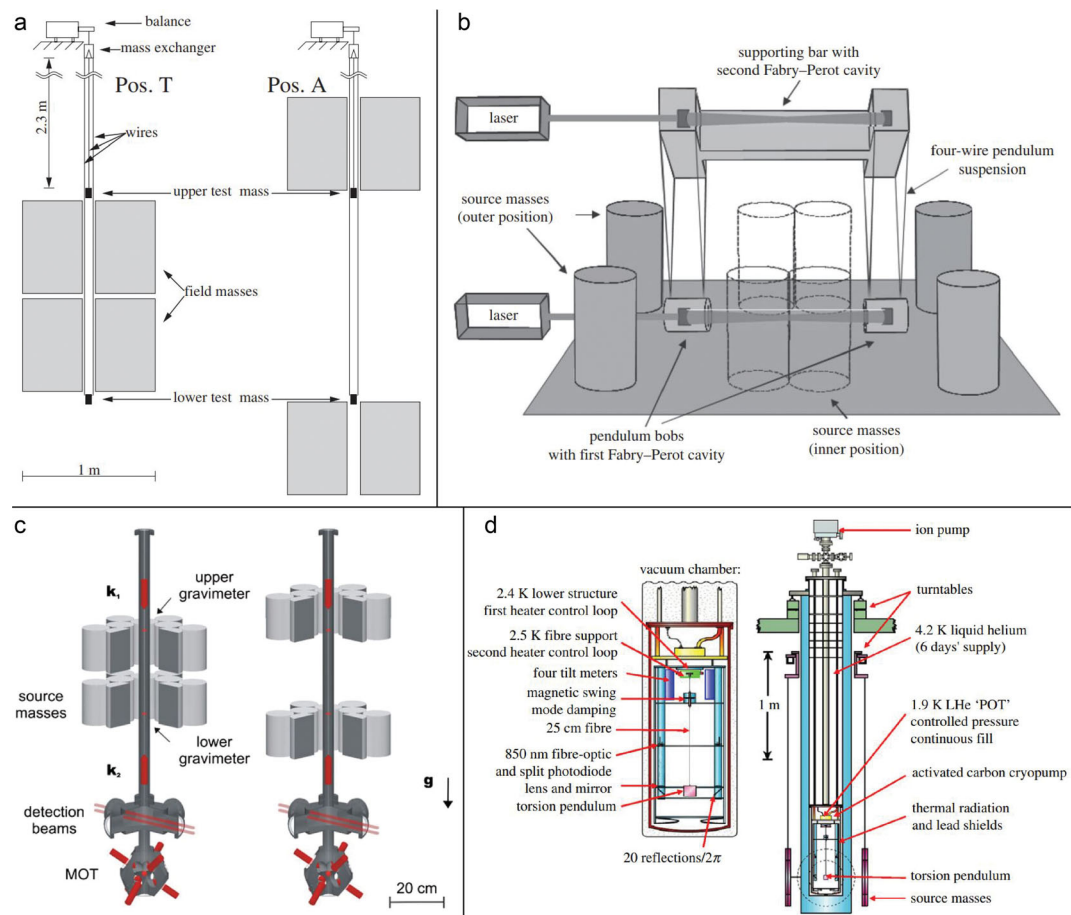 a
balance
mass exchanger
Pos. T
Pos. A
2.3 m
wires
upper test mass
field masses
lower test mass
1 m
b
supporting bar with
second Fabry–Perot cavity
laser
four-wire pendulum
suspension
source masses
(outer position)
laser
pendulum bobs
with first Fabry–Perot cavity
source masses
(inner position)
c
k₁
upper
gravimeter
source
masses
lower
gravimeter
k₂
g
detection
beams
MOT
20 cm
d
vacuum chamber:
2.4 K lower structure
first heater control loop
2.5 K fibre support
second heater control loop
four tilt meters
magnetic swing
mode damping
25 cm fibre
850 nm fibre-optic
and split photodiode
lens and mirror
torsion pendulum
20 reflections/2π
ion pump
turntables
4.2 K liquid helium
(6 days' supply)
1 m
1.9 K LHe ‘POT’
controlled pressure
continuous fill
activated carbon cryopump
thermal radiation
and lead shields
torsion pendulum
source masses